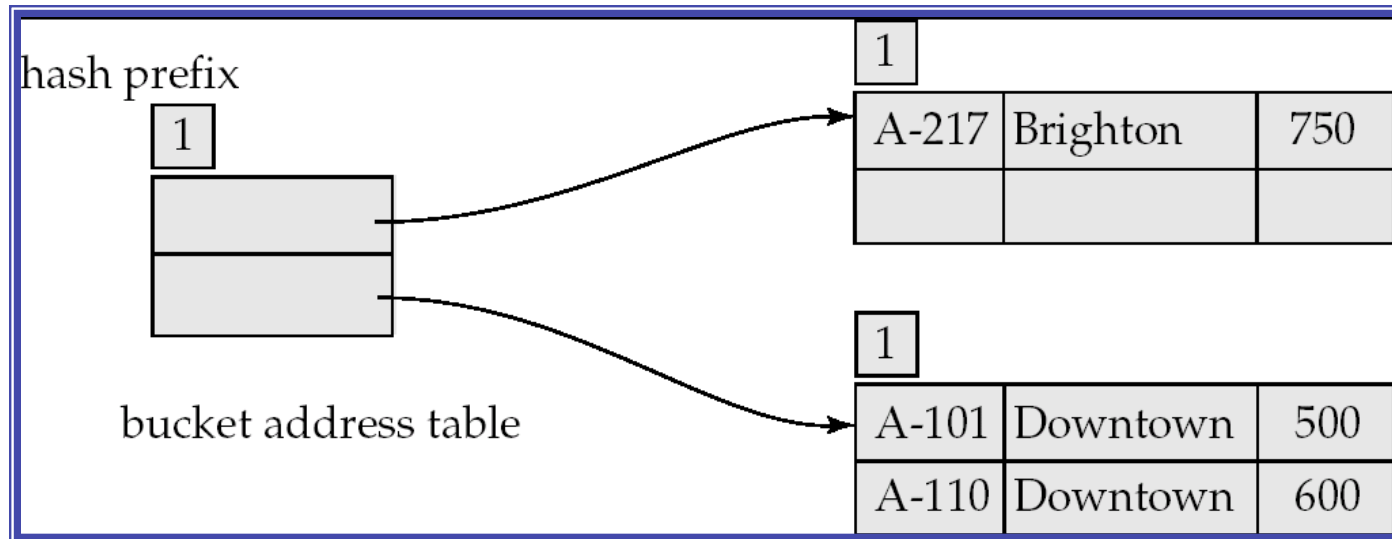 1
hash prefix
1
A-217 Brighton 750
1
bucket address table
A-101 Downtown 500
A-110 Downtown 600